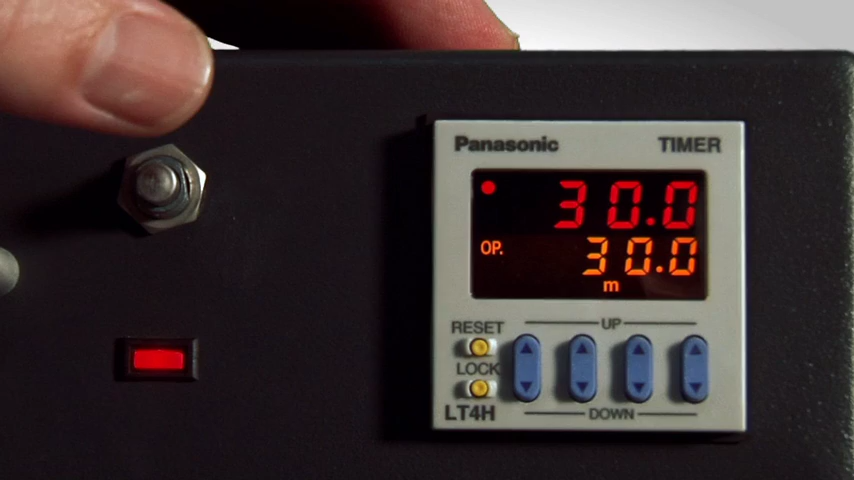 Panasonic TIMER
30.0
OP. 30.0
m
RESET UP
LOCK
LT4H DOWN